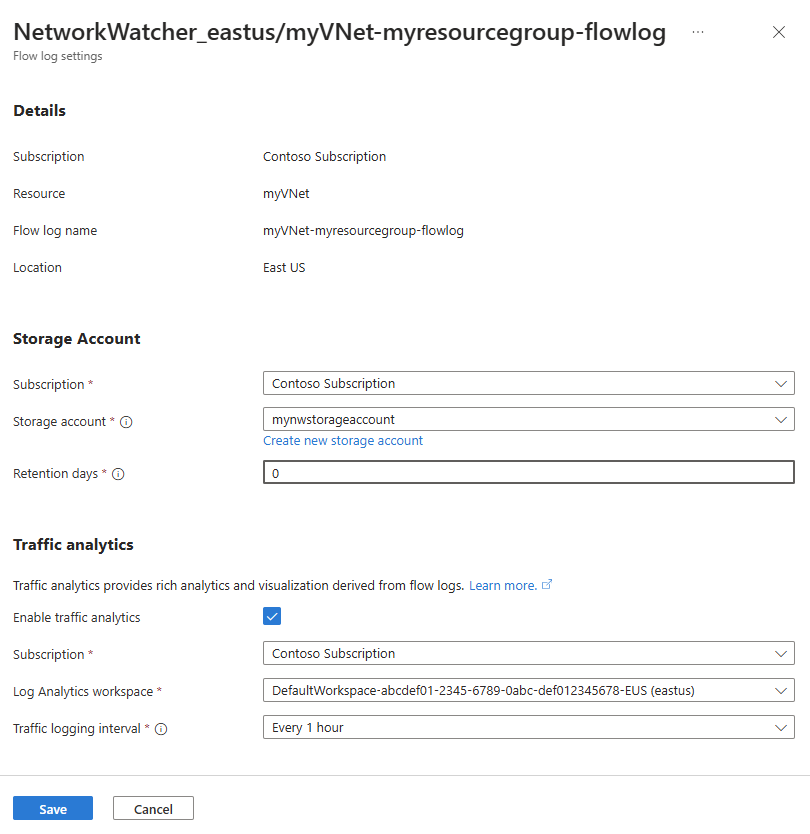 NetworkWatcher_eastus/myVNet-myresourcegroup-flowlog ...
Flow log settings
Details
Subscription Contoso Subscription
Resource myVNet
Flow log name myVNet-myresourcegroup-flowlog
Location East US
Storage Account
Subscription * Contoso Subscription
Storage account * mynwstorageaccount
Create new storage account
Retention days * 0
Traffic analytics
Traffic analytics provides rich analytics and visualization derived from flow logs. Learn more.
Enable traffic analytics
Subscription * Contoso Subscription
Log Analytics workspace * DefaultWorkspace-abcdef01-2345-6789-0abc-def012345678-EUS (eastus)
Traffic logging interval * Every 1 hour
Save Cancel